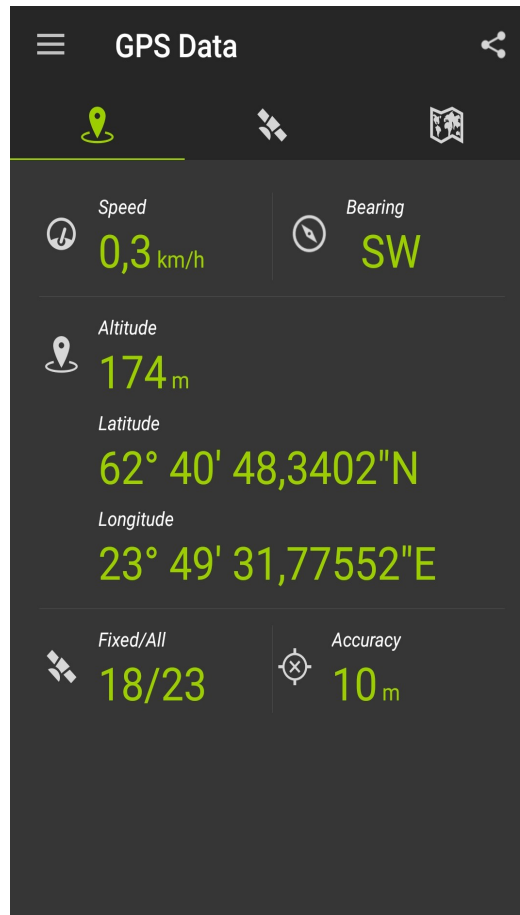 GPS Data
Speed
0,3 km/h
Bearing
SW
Altitude
174 m
Latitude
62° 40' 48,3402"N
Longitude
23° 49' 31,77552"E
Fixed/All
18/23
Accuracy
10 m